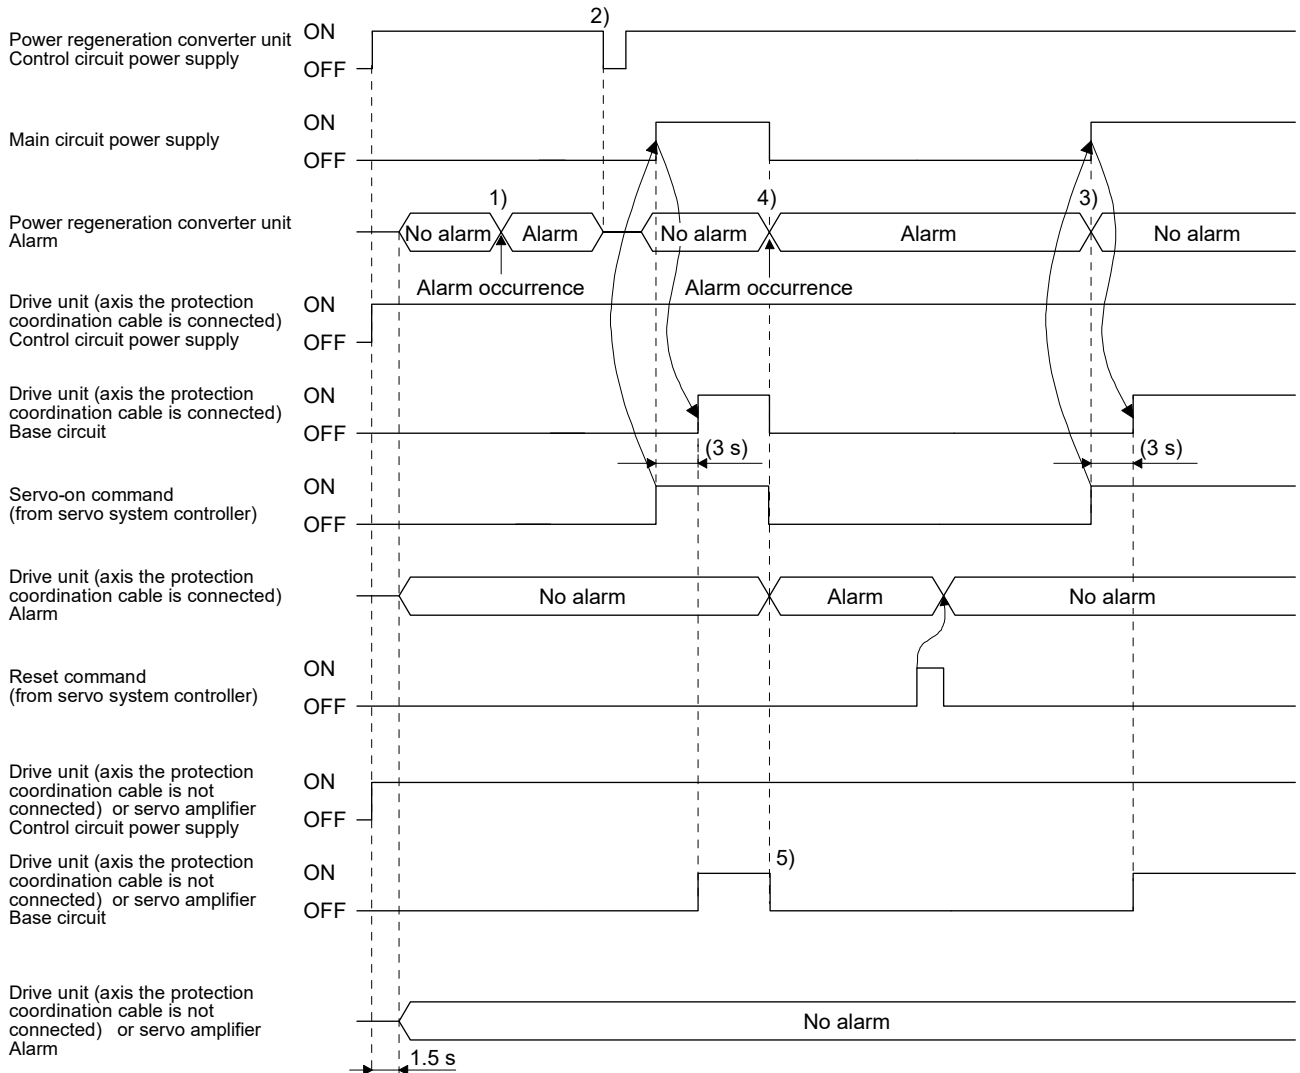 2)
Power regeneration converter unit
Control circuit power supply
ON
OFF
Main circuit power supply
ON
OFF
1)
4)
3)
Power regeneration converter unit
Alarm
No alarm
Alarm
No alarm
Alarm
No alarm
Alarm occurrence
Alarm occurrence
Drive unit (axis the protection
coordination cable is connected)
Control circuit power supply
ON
OFF
Drive unit (axis the protection
coordination cable is connected)
Base circuit
ON
OFF
(3 s)
(3 s)
Servo-on command
(from servo system controller)
ON
OFF
Drive unit (axis the protection
coordination cable is connected)
Alarm
No alarm
Alarm
No alarm
Reset command
(from servo system controller)
ON
OFF
Drive unit (axis the protection
coordination cable is not
connected) or servo amplifier
Control circuit power supply
ON
OFF
Drive unit (axis the protection
coordination cable is not
connected) or servo amplifier
Base circuit
ON
OFF
5)
Drive unit (axis the protection
coordination cable is not
connected) or servo amplifier
Alarm
No alarm
1.5 s